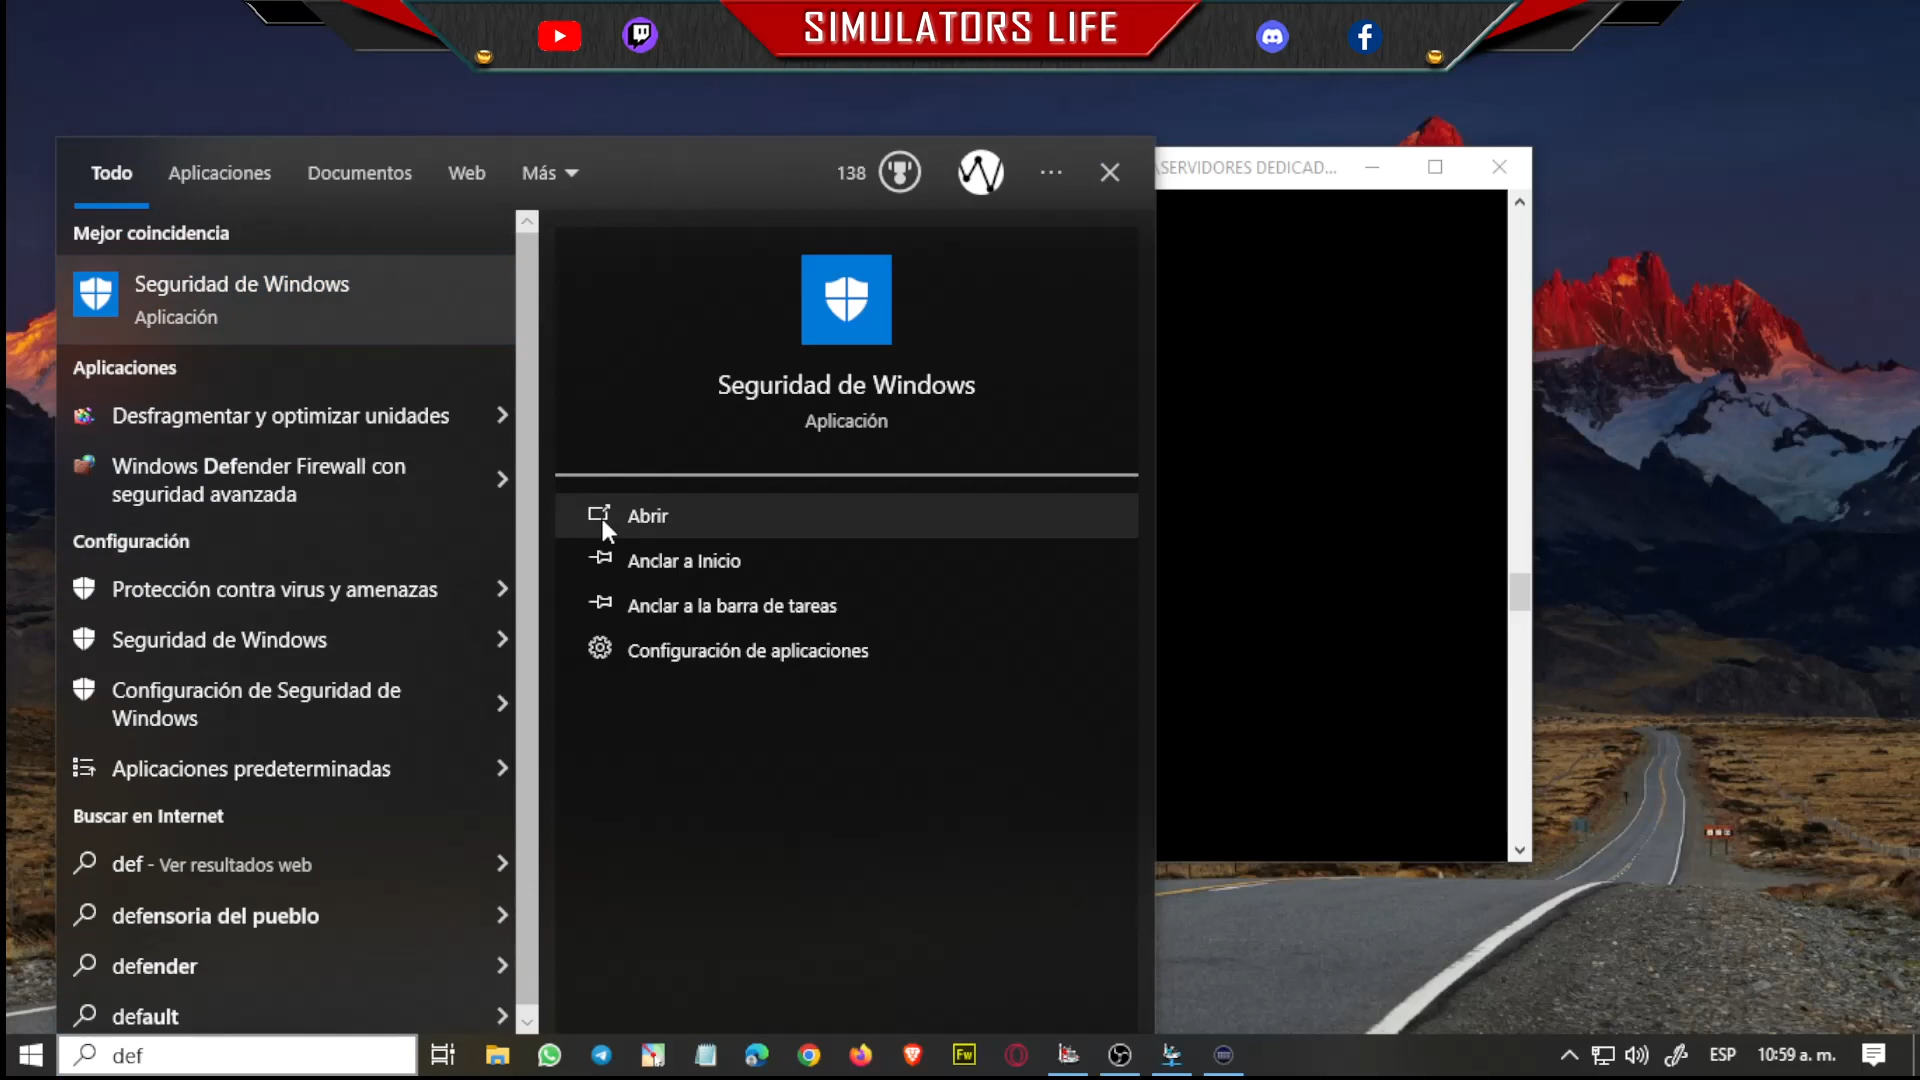 SIMULATORS LIFE
Todo
Aplicaciones
Documentos
Web
Más
138
\SERVIDORES DEDICAD...
Mejor coincidencia
Seguridad de Windows
Aplicación
Aplicaciones
Desfragmentar y optimizar unidades
Windows Defender Firewall con
seguridad avanzada
Configuración
Protección contra virus y amenazas
Seguridad de Windows
Configuración de Seguridad de
Windows
Aplicaciones predeterminadas
Buscar en Internet
def - Ver resultados web
defensoria del pueblo
defender
default
Seguridad de Windows
Aplicación
Abrir
Anclar a Inicio
Anclar a la barra de tareas
Configuración de aplicaciones
def
Fw
ESP
10:59 a. m.